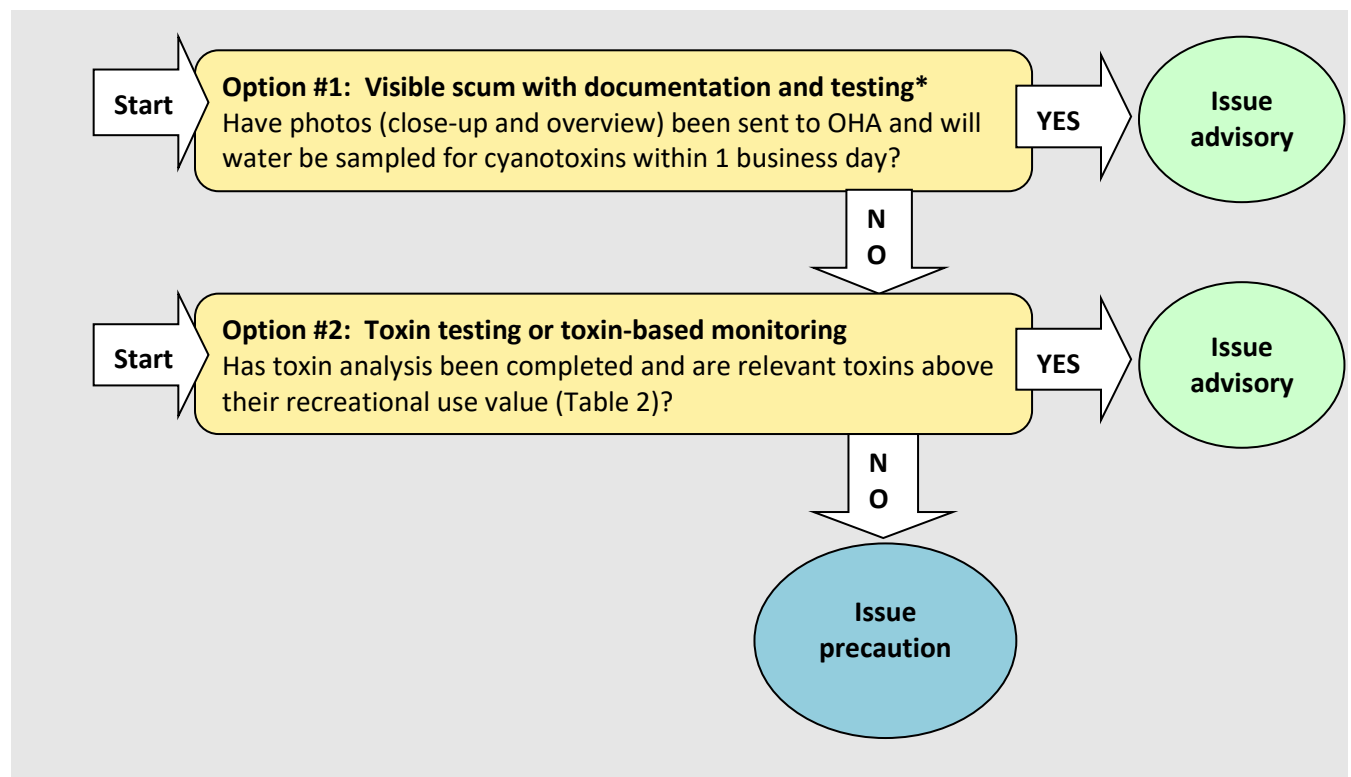 Start
Option #1: Visible scum with documentation and testing*
Have photos (close-up and overview) been sent to OHA and will
water be sampled for cyanotoxins within 1 business day?
YES
Issue
advisory
N
O
Start
Option #2: Toxin testing or toxin-based monitoring
Has toxin analysis been completed and are relevant toxins above
their recreational use value (Table 2)?
YES
Issue
advisory
N
O
Issue
precaution